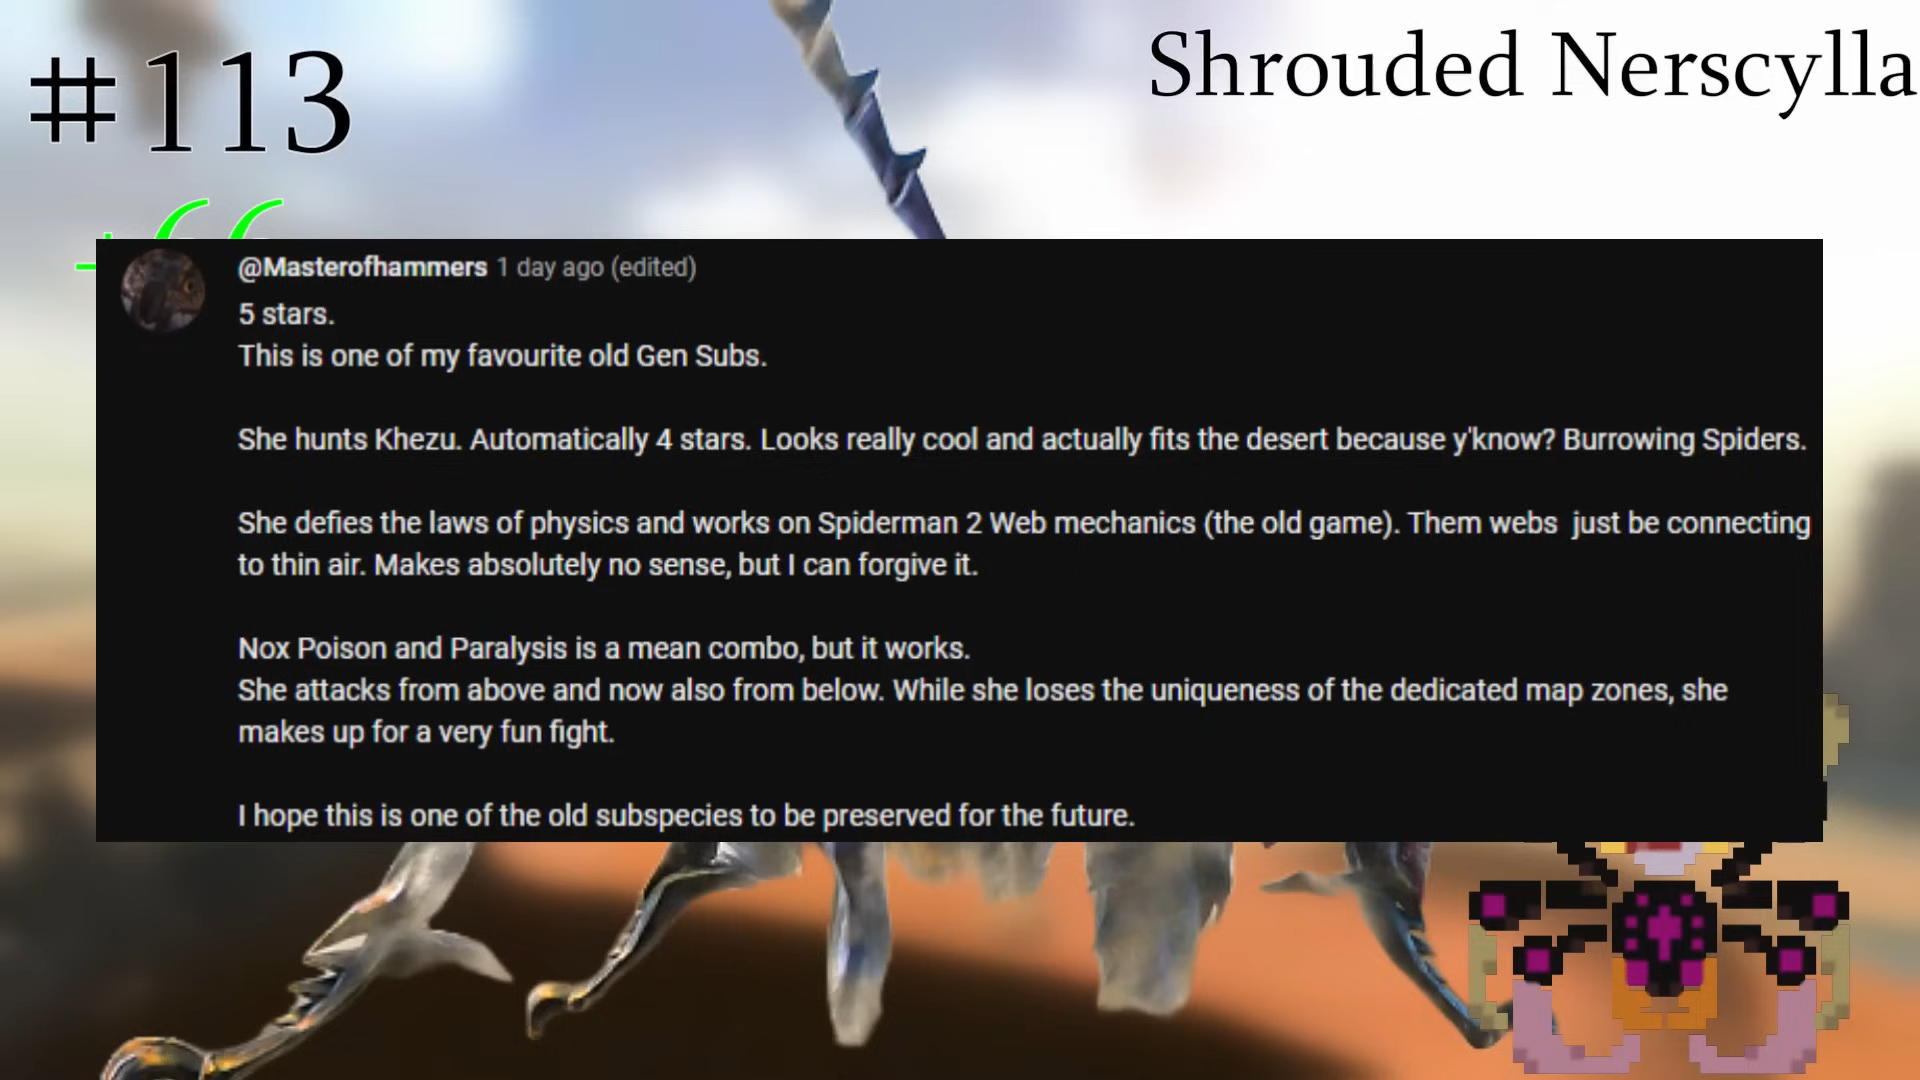 #113
Shrouded Nerscylla
@Masterofhammers 1 day ago (edited)
5 stars.
This is one of my favourite old Gen Subs.
She hunts Khezu. Automatically 4 stars. Looks really cool and actually fits the desert because y'know? Burrowing Spiders.
She defies the laws of physics and works on Spiderman 2 Web mechanics (the old game). Them webs  just be connecting
to thin air. Makes absolutely no sense, but I can forgive it.
Nox Poison and Paralysis is a mean combo, but it works.
She attacks from above and now also from below. While she loses the uniqueness of the dedicated map zones, she
makes up for a very fun fight.
I hope this is one of the old subspecies to be preserved for the future.